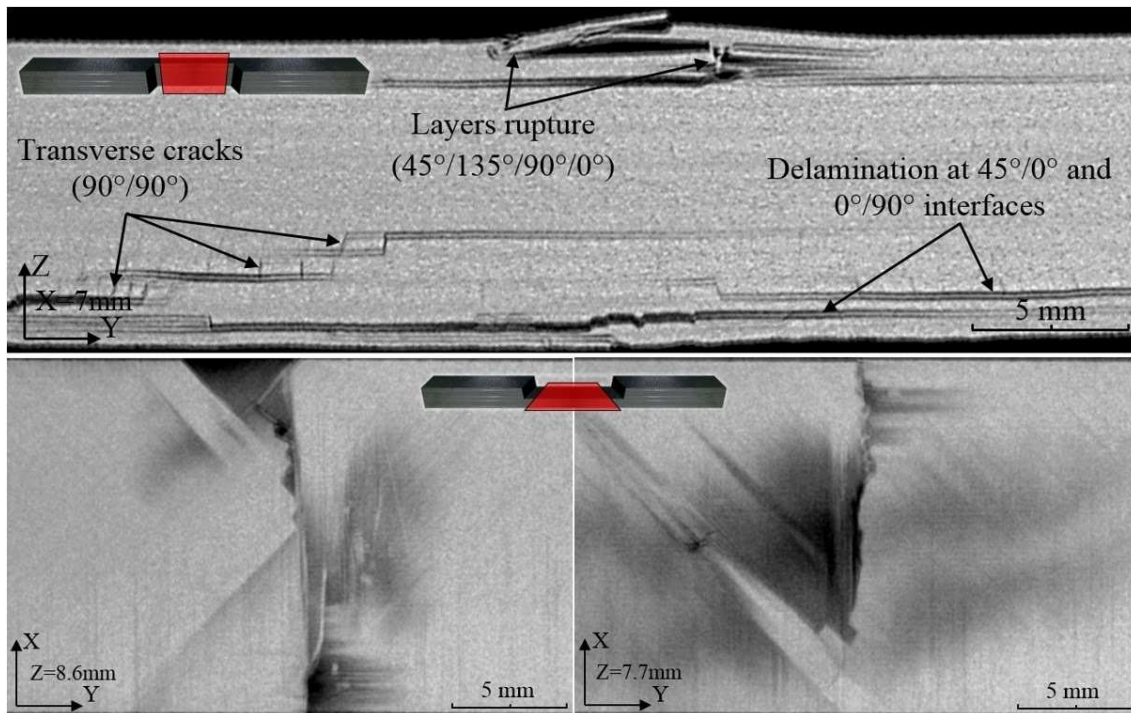 Layers rupture
(45°/135°/90°/0°)
Transverse cracks
(90°/90°)
Delamination at 45°/0° and
0°/90° interfaces
Z
X=7mm
Y
5 mm
X
Z=8.6mm
Y
5 mm
X
Z=7.7mm
Y
5 mm